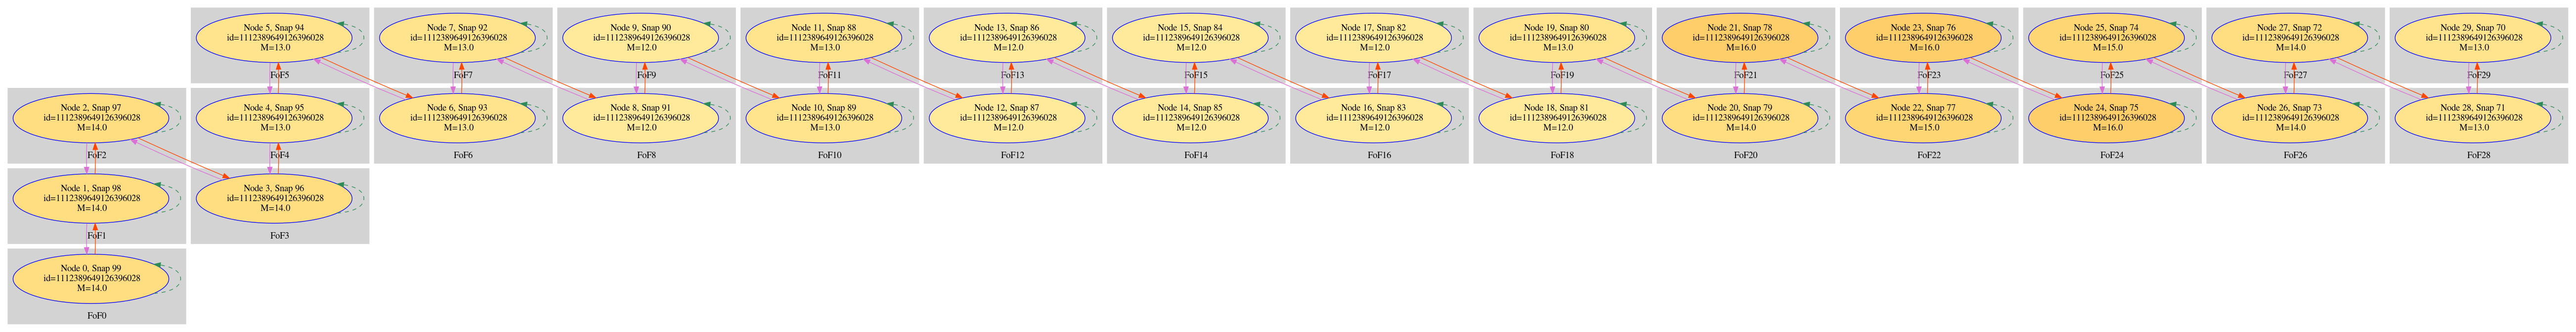 Node 5, Snap 94
id=1112389649126396028
M=13.0
FoF5
Node 7, Snap 92
id=1112389649126396028
M=13.0
FoF7
Node 9, Snap 90
id=1112389649126396028
M=12.0
FoF9
Node 11, Snap 88
id=1112389649126396028
M=13.0
FoF11
Node 13, Snap 86
id=1112389649126396028
M=12.0
FoF13
Node 15, Snap 84
id=1112389649126396028
M=12.0
FoF15
Node 17, Snap 82
id=1112389649126396028
M=12.0
FoF17
Node 19, Snap 80
id=1112389649126396028
M=13.0
FoF19
Node 21, Snap 78
id=1112389649126396028
M=16.0
FoF21
Node 23, Snap 76
id=1112389649126396028
M=16.0
FoF23
Node 25, Snap 74
id=1112389649126396028
M=15.0
FoF25
Node 27, Snap 72
id=1112389649126396028
M=14.0
FoF27
Node 29, Snap 70
id=1112389649126396028
M=13.0
FoF29
Node 2, Snap 97
id=1112389649126396028
M=14.0
FoF2
Node 4, Snap 95
id=1112389649126396028
M=13.0
FoF4
Node 6, Snap 93
id=1112389649126396028
M=13.0
FoF6
Node 8, Snap 91
id=1112389649126396028
M=12.0
FoF8
Node 10, Snap 89
id=1112389649126396028
M=13.0
FoF10
Node 12, Snap 87
id=1112389649126396028
M=12.0
FoF12
Node 14, Snap 85
id=1112389649126396028
M=12.0
FoF14
Node 16, Snap 83
id=1112389649126396028
M=12.0
FoF16
Node 18, Snap 81
id=1112389649126396028
M=12.0
FoF18
Node 20, Snap 79
id=1112389649126396028
M=14.0
FoF20
Node 22, Snap 77
id=1112389649126396028
M=15.0
FoF22
Node 24, Snap 75
id=1112389649126396028
M=16.0
FoF24
Node 26, Snap 73
id=1112389649126396028
M=14.0
FoF26
Node 28, Snap 71
id=1112389649126396028
M=13.0
FoF28
Node 1, Snap 98
id=1112389649126396028
M=14.0
FoF1
Node 3, Snap 96
id=1112389649126396028
M=14.0
FoF3
Node 0, Snap 99
id=1112389649126396028
M=14.0
FoF0